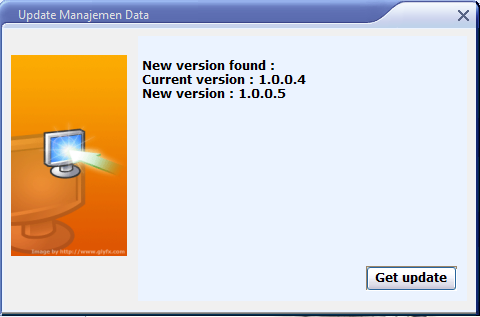 Update Manajemen Data
New version found :
Current version : 1.0.0.4
New version : 1.0.0.5
Image by http://www.glyfx.com
Get update